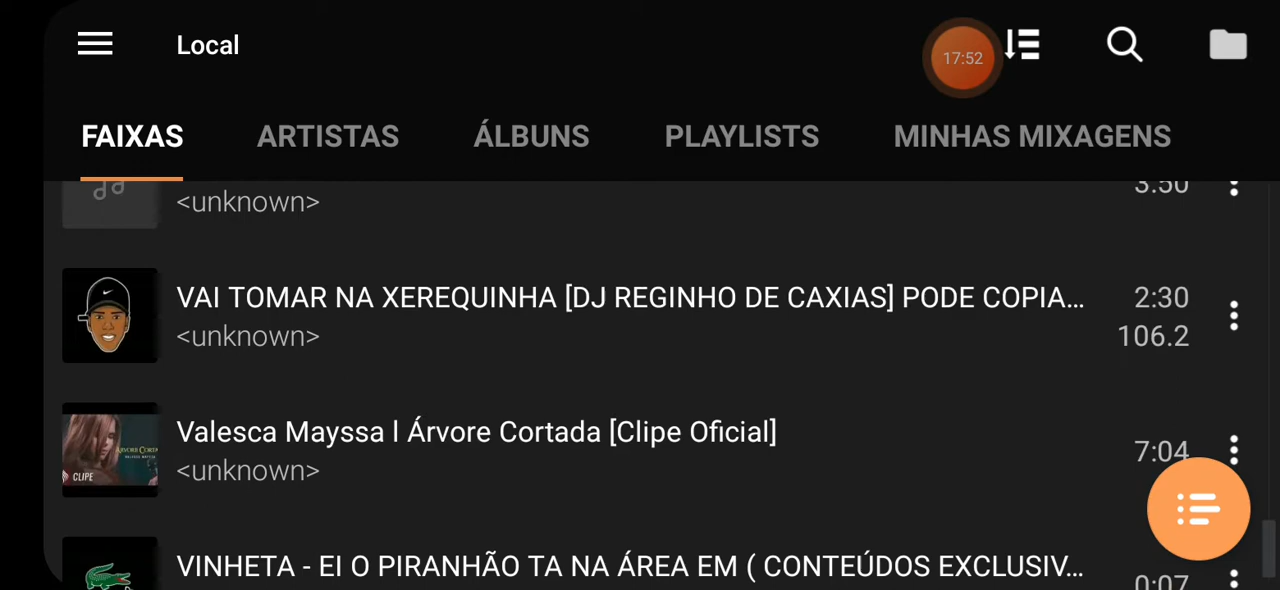 Local
17:52
FAIXAS
ARTISTAS
ÁLBUNS
PLAYLISTS
MINHAS MIXAGENS
3:50
<unknown>
VAI TOMAR NA XEREQUINHA [DJ REGINHO DE CAXIAS] PODE COPIA...
2:30
<unknown>
106.2
Valesca Mayssa l Árvore Cortada [Clipe Oficial]
7:04
<unknown>
CLIPE
VINHETA - EI O PIRANHÃO TA NA ÁREA EM ( CONTEÚDOS EXCLUSIV...
0:07